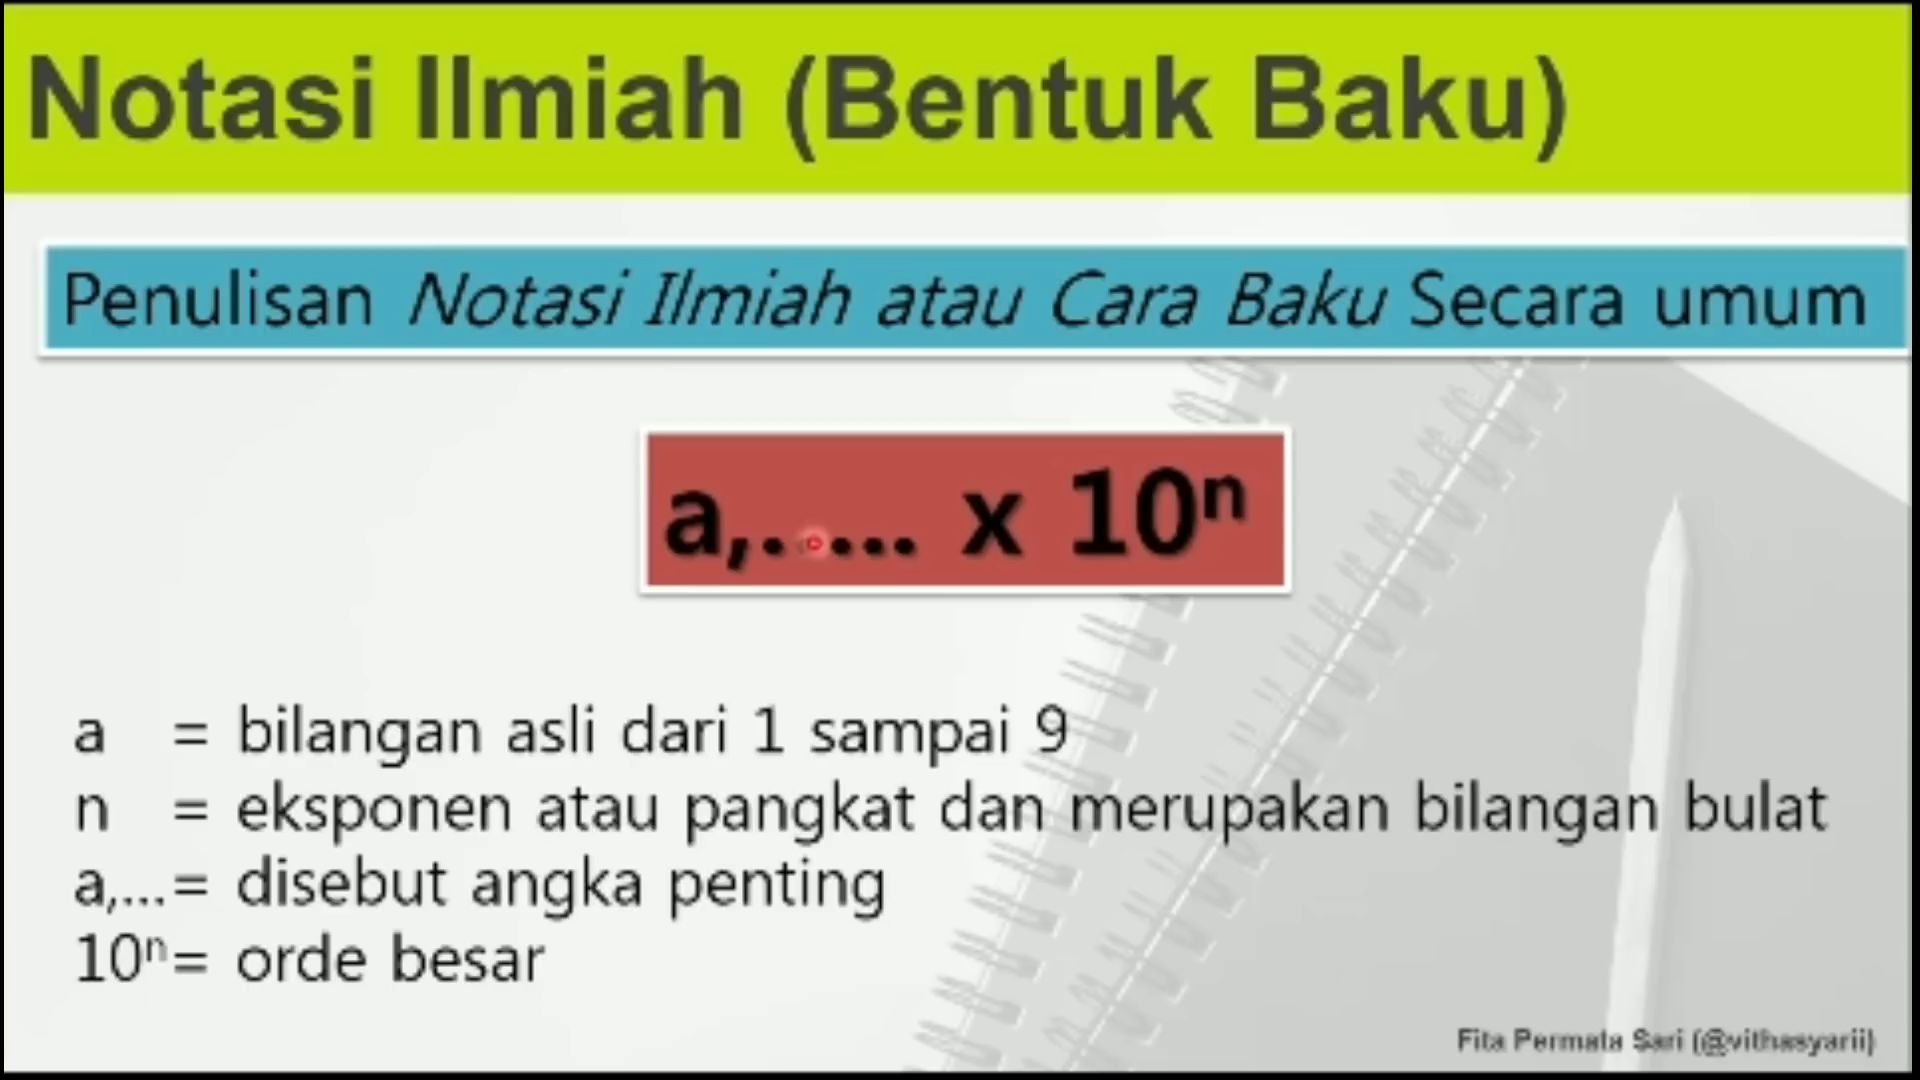 Notasi Ilmiah (Bentuk Baku)
Penulisan Notasi Ilmiah atau Cara Baku Secara umum
a,..... x 10ⁿ
a = bilangan asli dari 1 sampai 9
n = eksponen atau pangkat dan merupakan bilangan bulat
a,...= disebut angka penting
10ⁿ= orde besar
Fita Permata Sari (@vithasyarii)